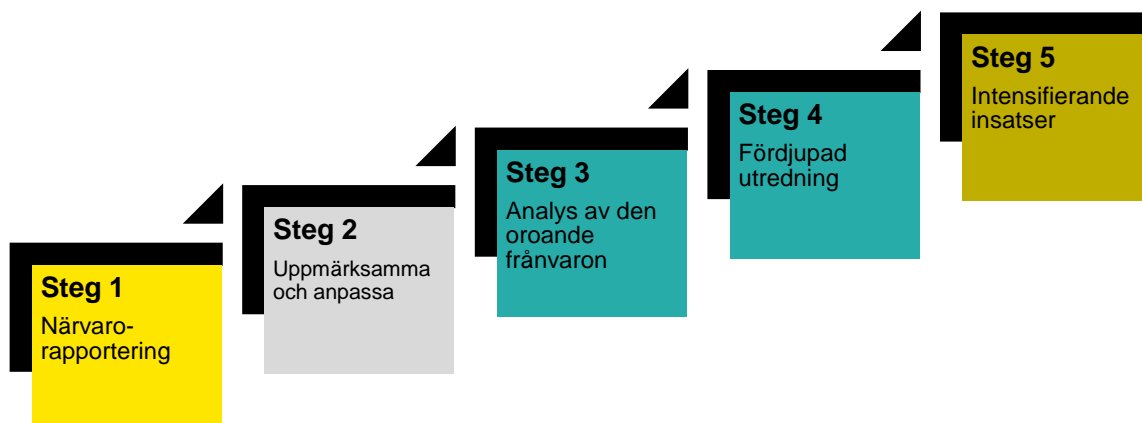 Steg 1
Närvaro-
rapportering
Steg 2
Uppmärksamma
och anpassa
Steg 3
Analys av den
oroande
frånvaron
Steg 4
Fördjupad
utredning
Steg 5
Intensifierande
insatser